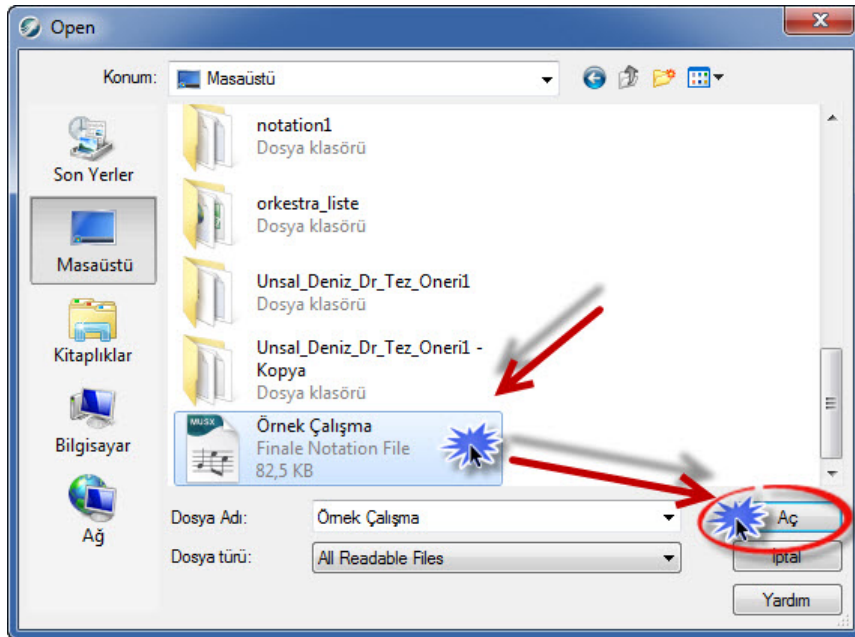 Open
Konum:
Masaüstü
Son Yerler
Masaüstü
Kitaplıklar
Bilgisayar
Ağ
notation1
Dosya klasörü
orkestra_liste
Dosya klasörü
Unsal_Deniz_Dr_Tez_Oneri1
Dosya klasörü
Unsal_Deniz_Dr_Tez_Oneri1 -
Kopya
Dosya klasörü
MUSX
Örnek Çalışma
Finale Notation File
82,5 KB
Dosya Adı:
Örnek Çalışma
Aç
Dosya türü:
All Readable Files
İptal
Yardım